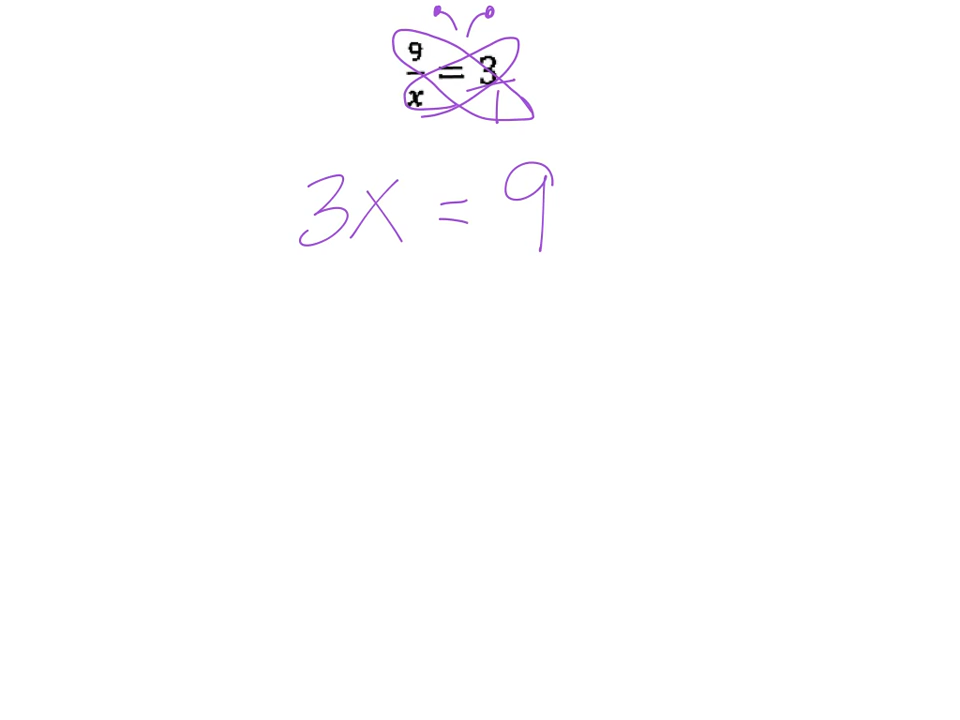 9/x = 3/1
3x = 9